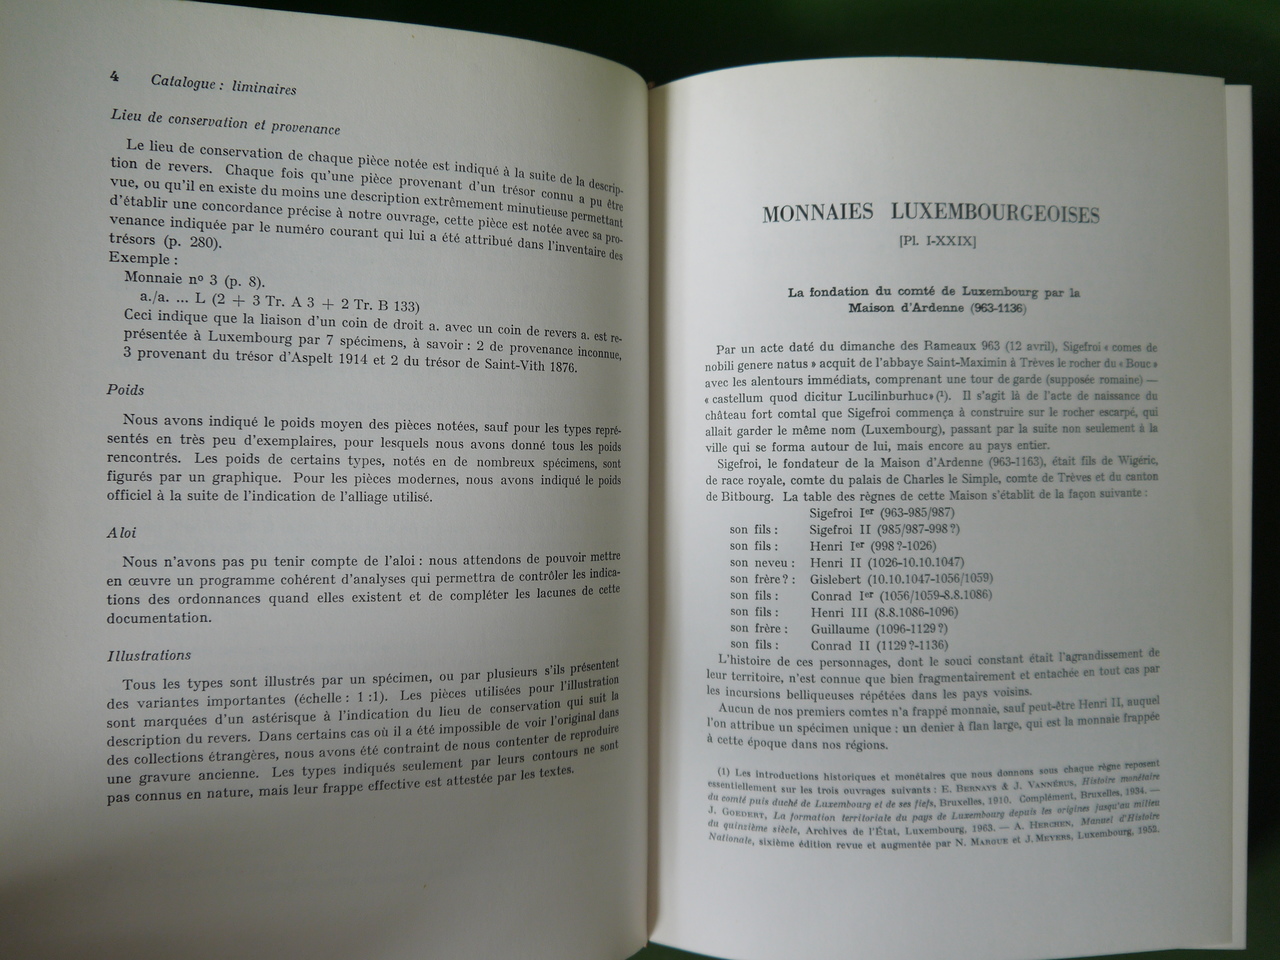 4 Catalogue : liminaires
Lieu de conservation et provenance
Le lieu de conservation de chaque pièce notée est indiqué à la suite de la descrip-
tion de revers. Chaque fois qu'une pièce provenant d'un trésor connu a pu être
vue, ou qu'il en existe du moins une description extrêmement minutieuse permettant
d'établir une concordance précise à notre ouvrage, cette pièce est notée avec sa pro-
venance indiquée par le numéro courant qui lui a été attribué dans l'inventaire des
trésors (p. 280).
Exemple :
Monnaie nº 3 (p. 8).
a./a. ... L (2 + 3 Tr. A 3 + 2 Tr. B 133)
Ceci indique que la liaison d'un coin de droit a. avec un coin de revers a. est re-
présentée à Luxembourg par 7 spécimens, à savoir : 2 de provenance inconnue,
3 provenant du trésor d'Aspelt 1914 et 2 du trésor de Saint-Vith 1876.
Poids
Nous avons indiqué le poids moyen des pièces notées, sauf pour les types repré-
sentés en très peu d'exemplaires, pour lesquels nous avons donné tous les poids
rencontrés. Les poids de certains types, notés en de nombreux spécimens, sont
figurés par un graphique. Pour les pièces modernes, nous avons indiqué le poids
officiel à la suite de l'indication de l'alliage utilisé.
Aloi
Nous n'avons pas pu tenir compte de l'aloi : nous attendons de pouvoir mettre
en œuvre un programme cohérent d'analyses qui permettra de contrôler les indica-
tions des ordonnances quand elles existent et de compléter les lacunes de cette
documentation.
Illustrations
Tous les types sont illustrés par un spécimen, ou par plusieurs s'ils présentent
des variantes importantes (échelle : 1 :1). Les pièces utilisées pour l'illustration
sont marquées d'un astérisque à l'indication du lieu de conservation qui suit la
description du revers. Dans certains cas où il a été impossible de voir l'original dans
des collections étrangères, nous avons été contraint de nous contenter de reproduire
une gravure ancienne. Les types indiqués seulement par leurs contours ne sont
pas connus en nature, mais leur frappe effective est attestée par les textes.
MONNAIES LUXEMBOURGEOISES
[Pl. I-XXIX]
La fondation du comté de Luxembourg par la
Maison d'Ardenne (963-1136)
Par un acte daté du dimanche des Rameaux 963 (12 avril), Sigefroi « comes de
nobili genere natus » acquit de l'abbaye Saint-Maximin à Trèves le rocher du « Bouc »
avec les alentours immédiats, comprenant une tour de garde (supposée romaine) —
« castellum quod dicitur Lucilinburhuc» (¹). Il s'agit là de l'acte de naissance du
château fort comtal que Sigefroi commença à construire sur le rocher escarpé, qui
allait garder le même nom (Luxembourg), passant par la suite non seulement à la
ville qui se forma autour de lui, mais encore au pays entier.
Sigefroi, le fondateur de la Maison d'Ardenne (963-1163), était fils de Wigéric,
de race royale, comte du palais de Charles le Simple, comte de Trèves et du canton
de Bitbourg. La table des règnes de cette Maison s'établit de la façon suivante :
Sigefroi Iᵉʳ (963-985/987)
son fils : Sigefroi II (985/987-998 ?)
son fils : Henri Iᵉʳ (998 ?-1026)
son neveu : Henri II (1026-10.10.1047)
son frère ? : Gislebert (10.10.1047-1056/1059)
son fils : Conrad Iᵉʳ (1056/1059-8.8.1086)
son fils : Henri III (8.8.1086-1096)
son frère : Guillaume (1096-1129 ?)
son fils : Conrad II (1129 ?-1136)
L'histoire de ces personnages, dont le souci constant était l'agrandissement de
leur territoire, n'est connue que bien fragmentairement et entachée en tout cas par
les incursions belliqueuses répétées dans les pays voisins.
Aucun de nos premiers comtes n'a frappé monnaie, sauf peut-être Henri II, auquel
l'on attribue un spécimen unique : un denier à flan large, qui est la monnaie frappée
à cette époque dans nos régions.
(1) Les introductions historiques et monétaires que nous donnons sous chaque règne reposent
essentiellement sur les trois ouvrages suivants : E. BERNAYS & J. VANNÉRUS, Histoire monétaire
du comté puis duché de Luxembourg et de ses fiefs, Bruxelles, 1910. Complément, Bruxelles, 1934. —
J. GOEDERT, La formation territoriale du pays de Luxembourg depuis les origines jusqu'au milieu
du quinzième siècle, Archives de l'État, Luxembourg, 1963. — A. HERCHEN, Manuel d'Histoire
Nationale, sixième édition revue et augmentée par N. MARGUE et J. MEYERS, Luxembourg, 1952.